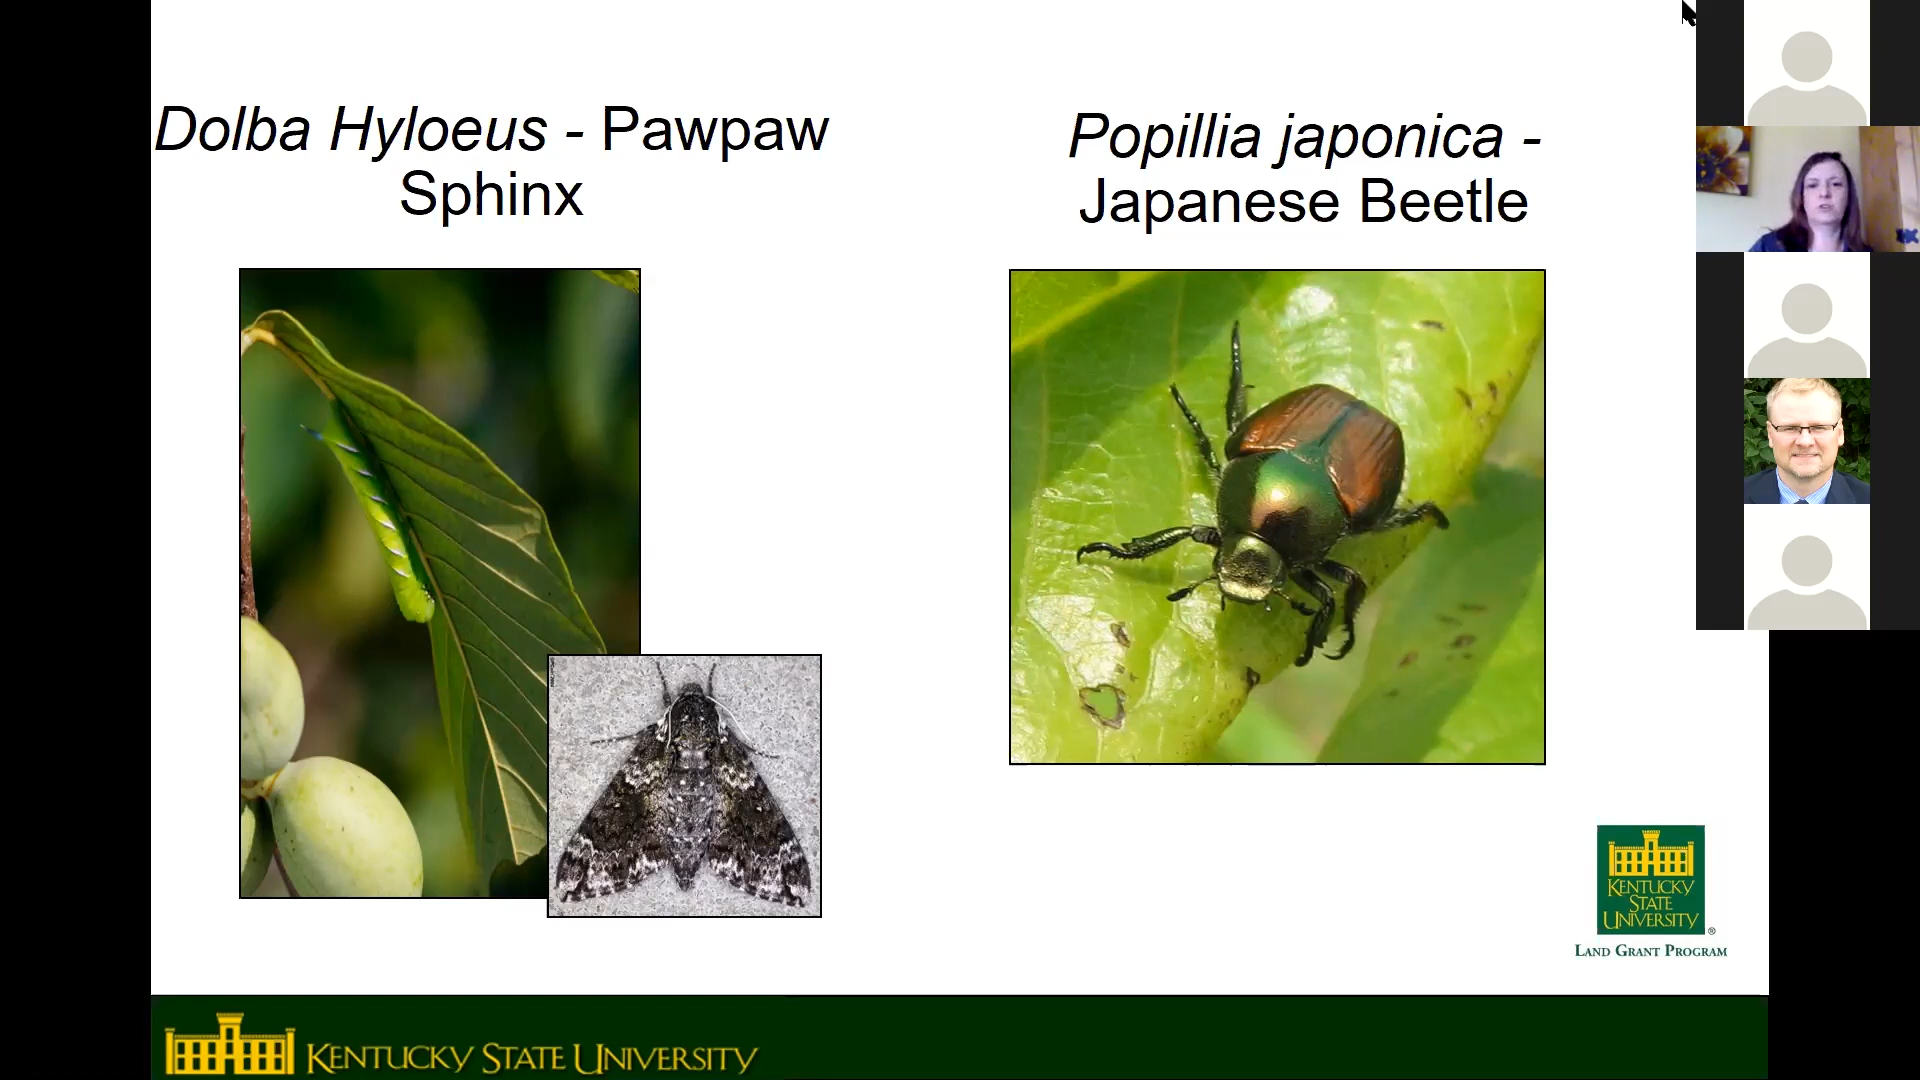 Dolba Hyloeus - Pawpaw
Sphinx
Popillia japonica -
Japanese Beetle
KENTUCKY
STATE
UNIVERSITY
®
LAND GRANT PROGRAM
KENTUCKY STATE UNIVERSITY